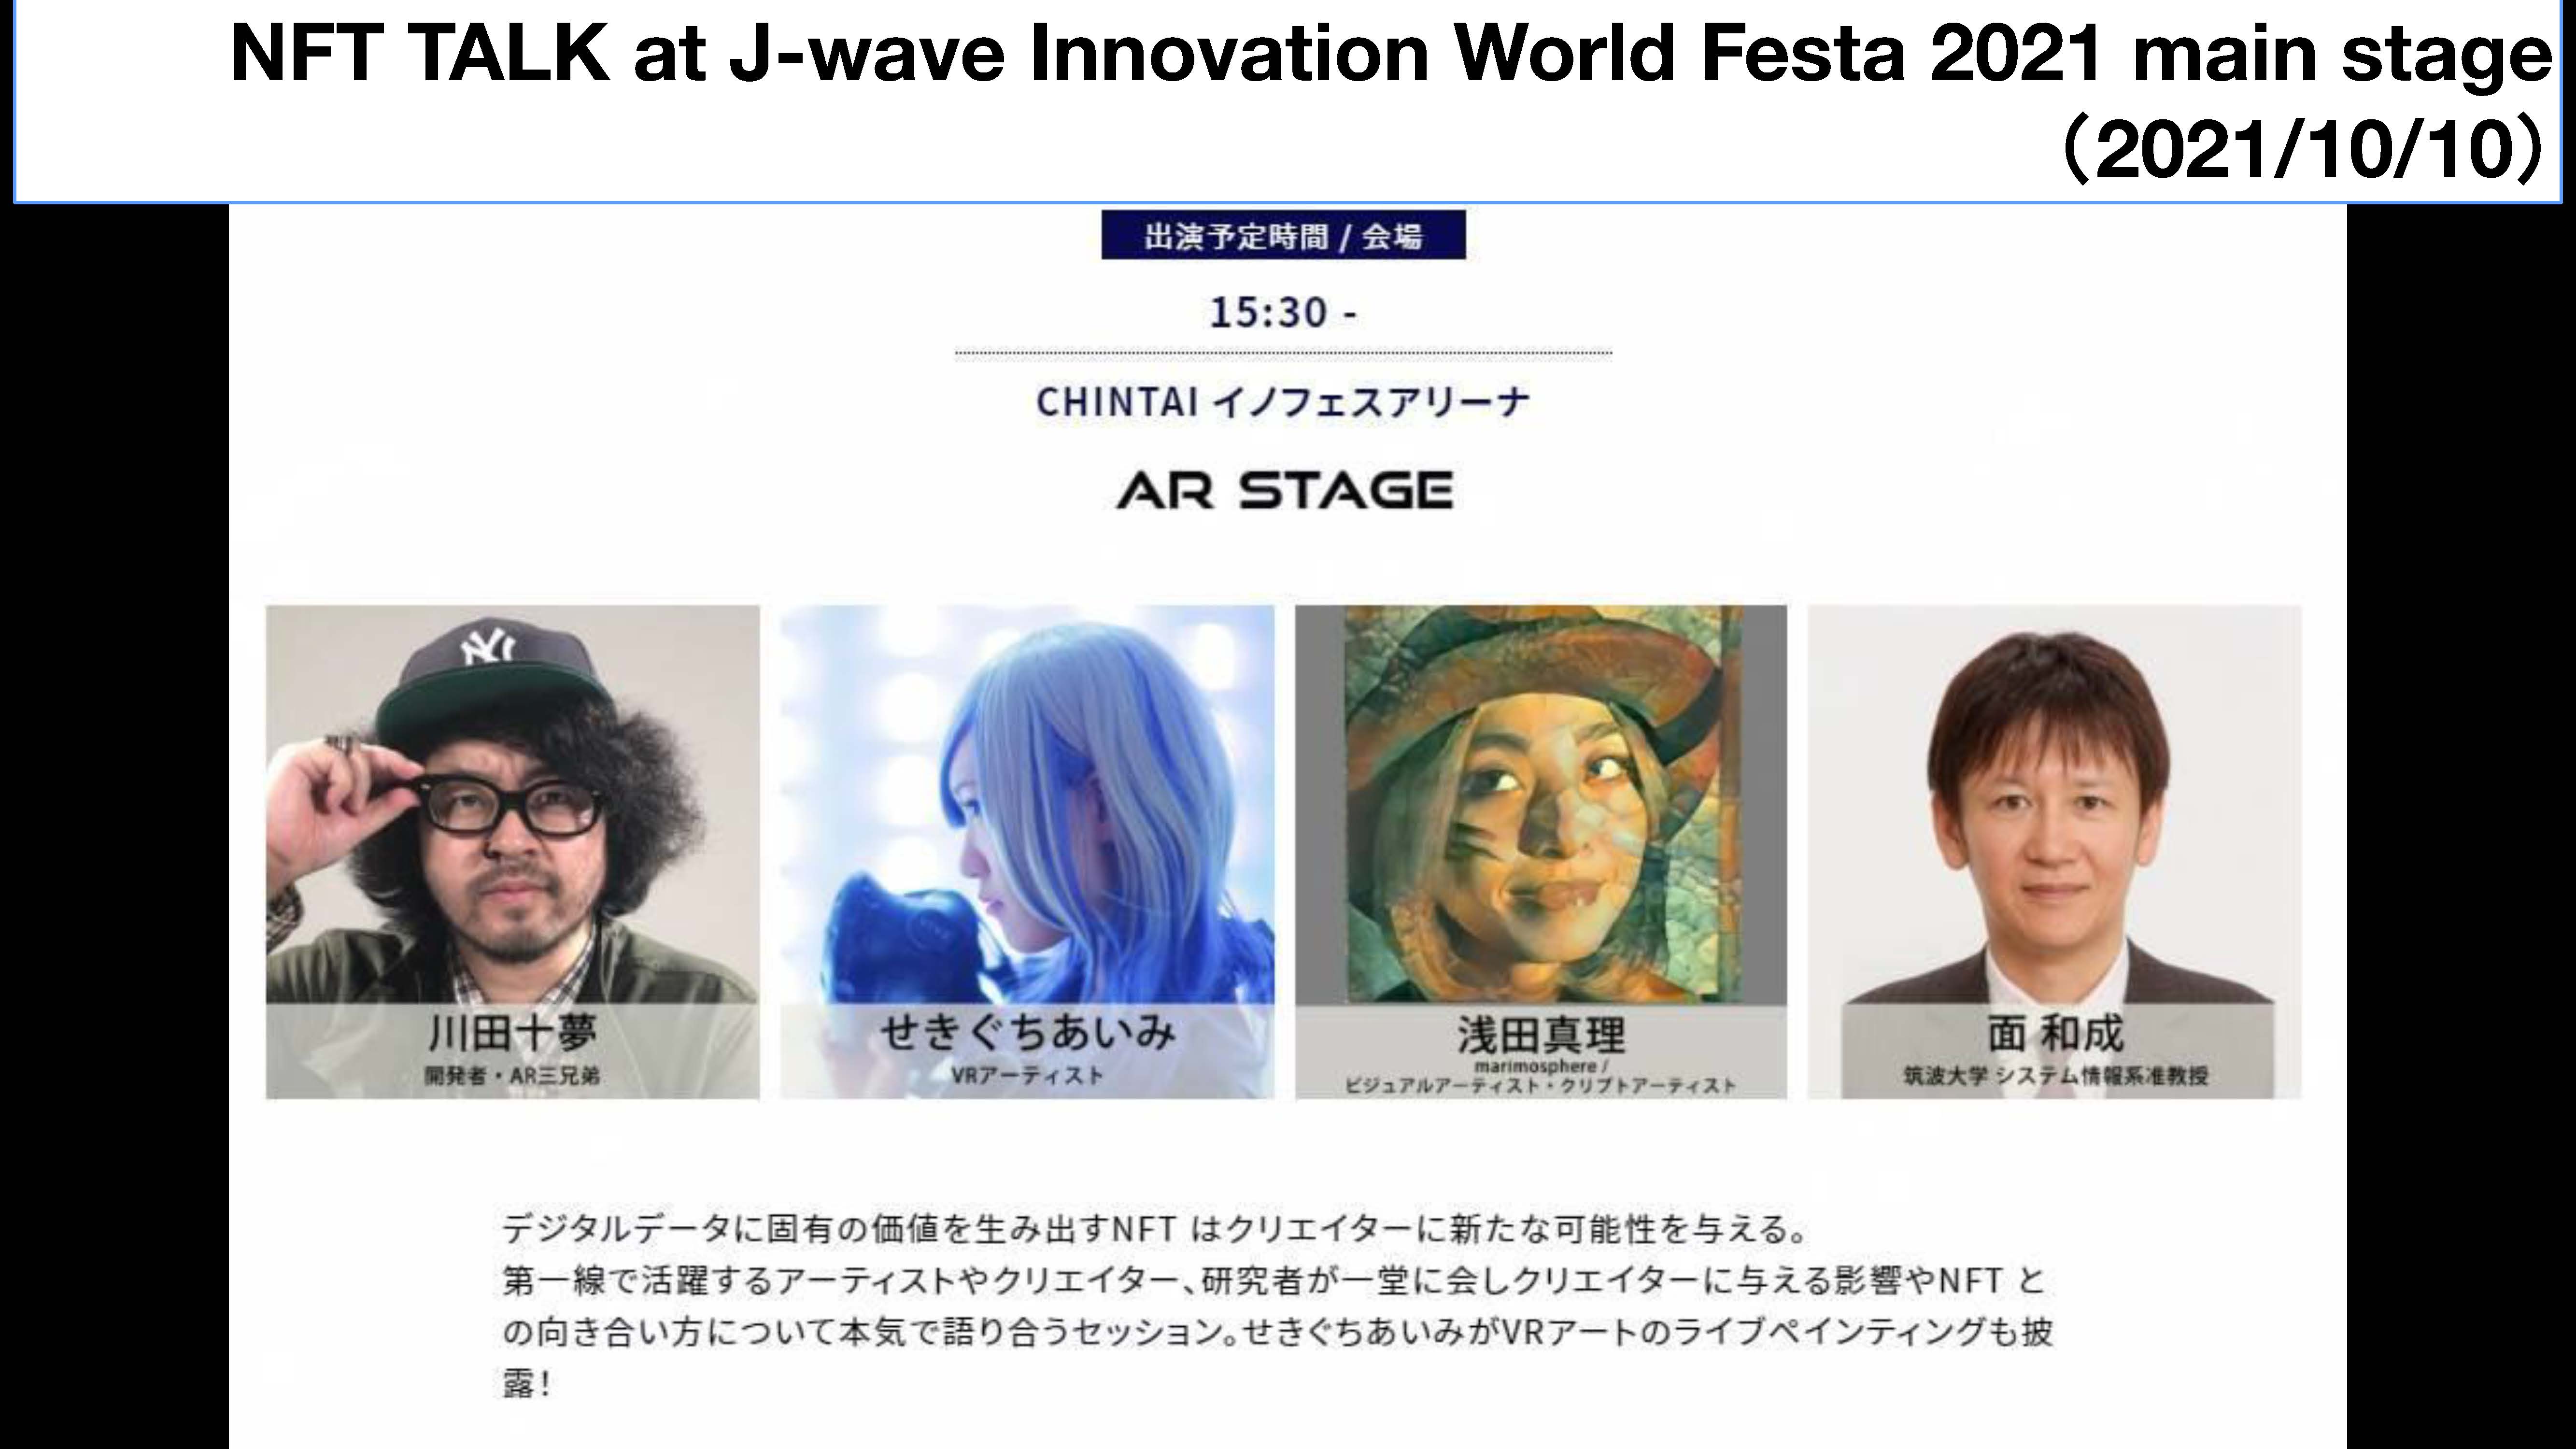 NFT TALK at J-wave Innovation World Festa 2021 main stage
（2021/10/10）
出演予定時間 / 会場
15:30 -
CHINTAI イノフェスアリーナ
AR STAGE
NY
川田十夢
開発者・AR三兄弟
せきぐちあいみ
VRアーティスト
浅田真理
marimosphere /
ビジュアルアーティスト・クリプトアーティスト
面 和成
筑波大学 システム情報系准教授
デジタルデータに固有の価値を生み出すNFT はクリエイターに新たな可能性を与える。
第一線で活躍するアーティストやクリエイター、研究者が一堂に会しクリエイターに与える影響やNFT と
の向き合い方について本気で語り合うセッション。せきぐちあいみがVRアートのライブペインティングも披
露！